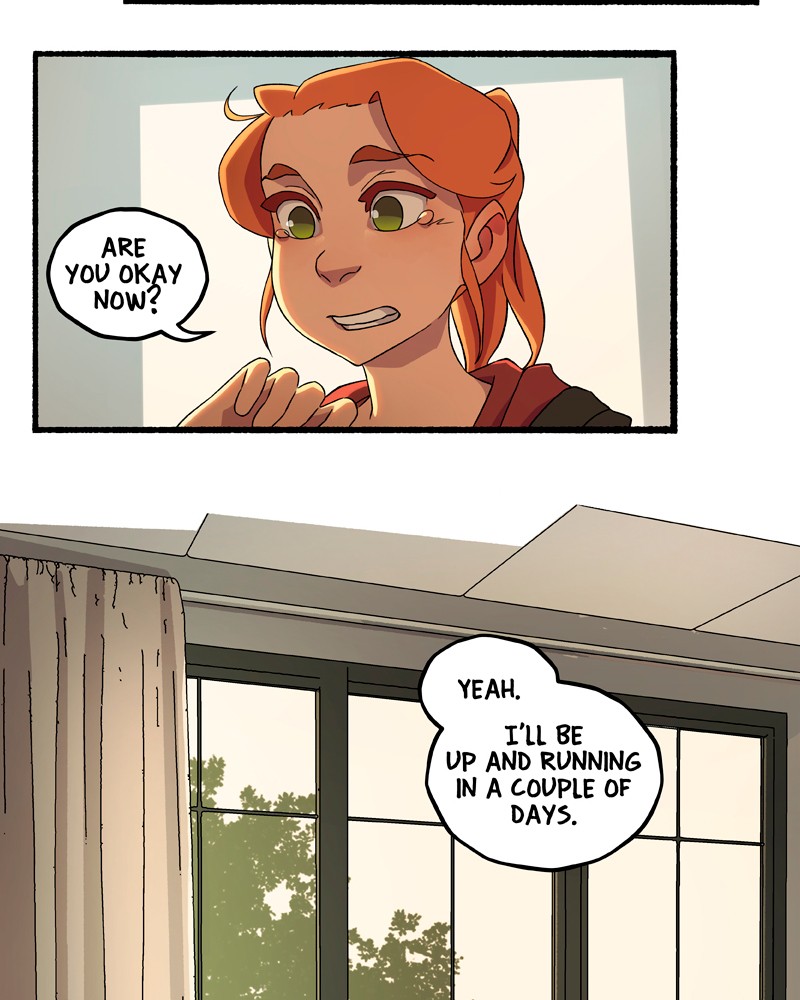 ARE
YOU OKAY
NOW?
YEAH.
I'LL BE
UP AND RUNNING
IN A COUPLE OF
DAYS.